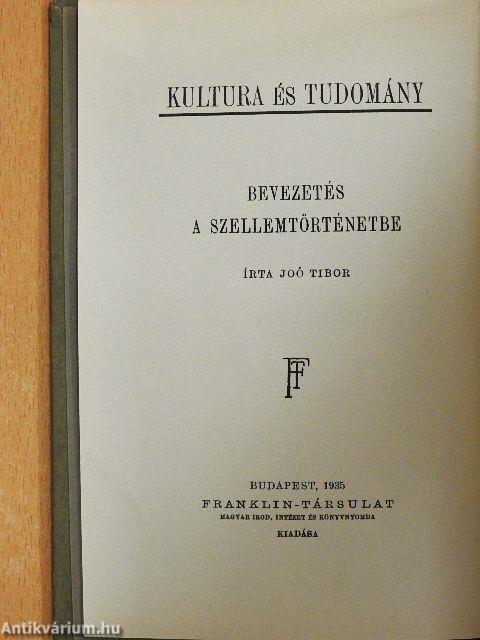 KULTURA ÉS TUDOMÁNY
BEVEZETÉS
A SZELLEMTÖRTÉNETBE
ÍRTA JOÓ TIBOR
FT
BUDAPEST, 1935
FRANKLIN-TÁRSULAT
MAGYAR IROD. INTÉZET ÉS KÖNYVNYOMDA
KIADÁSA
Antikvárium.hu